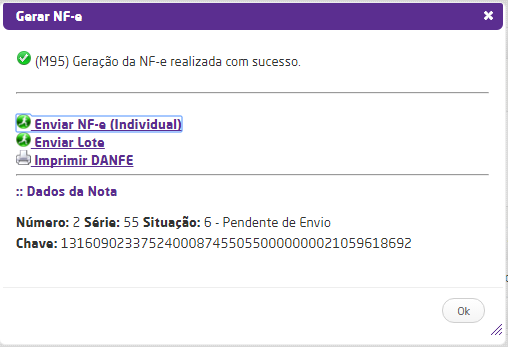 Gerar NF-e
(M95) Geração da NF-e realizada com sucesso.
Enviar NF-e (Individual)
Enviar Lote
Imprimir DANFE
:: Dados da Nota
Número: 2 Série: 55 Situação: 6 - Pendente de Envio
Chave: 13160902337524000874550550000000021059618692
Ok